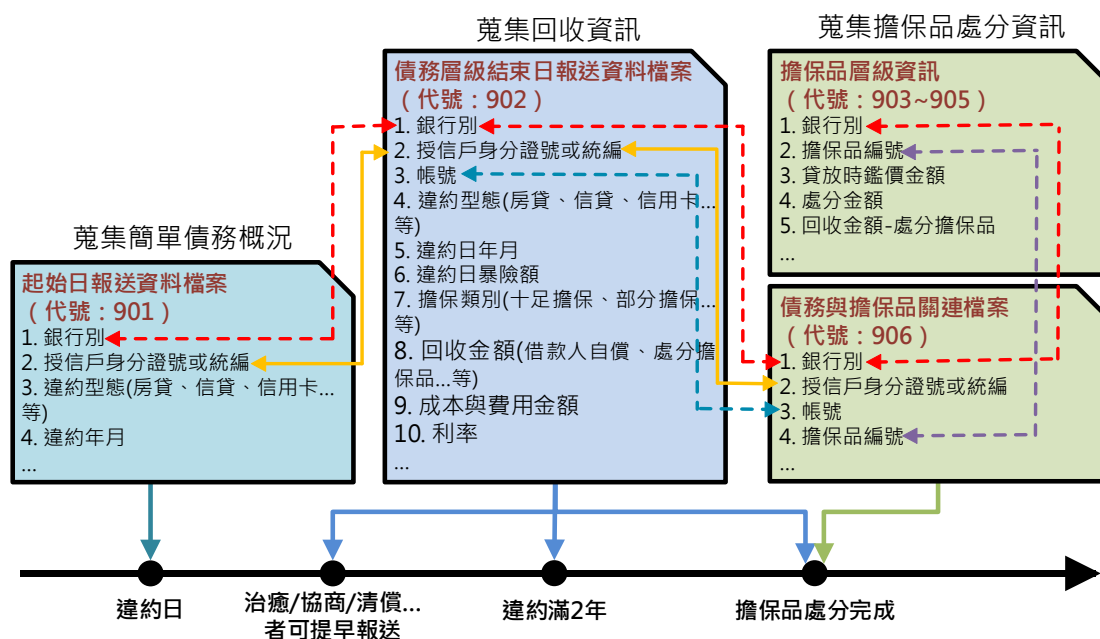 蒐集簡單債務概況
起始日報送資料檔案
（代號：901）
1. 銀行別
2. 授信戶身分證號或統編
3. 違約型態(房貸、信貸、信用卡…
等)
4. 違約年月
…
蒐集回收資訊
債務層級結束日報送資料檔案
（代號：902）
1. 銀行別
2. 授信戶身分證號或統編
3. 帳號
4. 違約型態(房貸、信貸、信用卡…
等)
5. 違約日年月
6. 違約日暴險額
7. 擔保類別(十足擔保、部分擔保…
等)
8. 回收金額(借款人自償、處分擔
保品…等)
9. 成本與費用金額
10. 利率
…
蒐集擔保品處分資訊
擔保品層級資訊
（代號：903~905）
1. 銀行別
2. 擔保品編號
3. 貸放時鑑價金額
4. 處分金額
5. 回收金額-處分擔保品
…
債務與擔保品關連檔案
（代號：906）
1. 銀行別
2. 授信戶身分證號或統編
3. 帳號
4. 擔保品編號
…
違約日
治癒/協商/清償…
者可提早報送
違約滿2年
擔保品處分完成